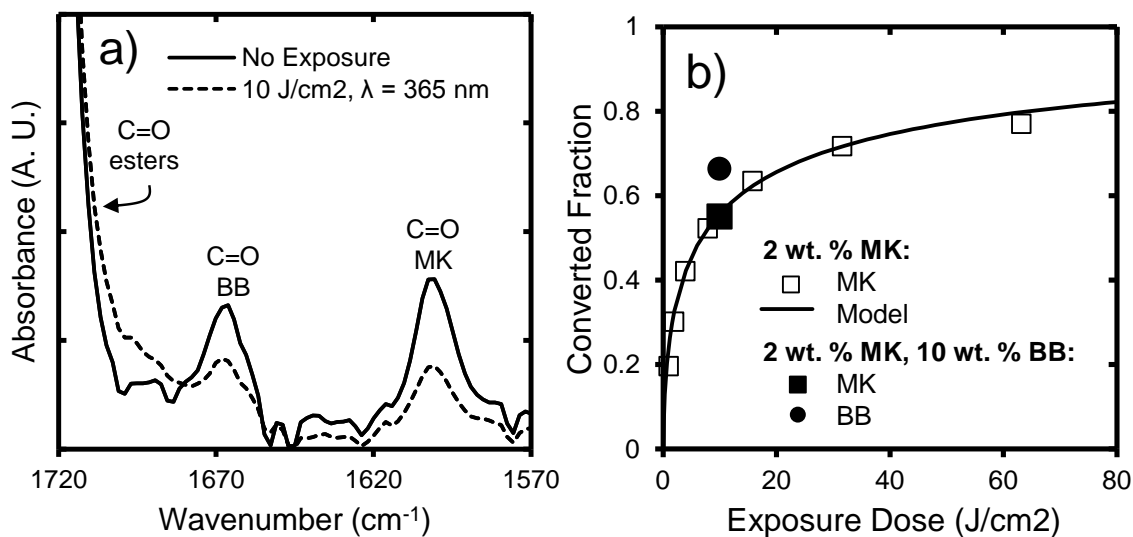 a)
No Exposure
10 J/cm2, λ = 365 nm
C=O
esters
C=O
BB
C=O
MK
Absorbance (A. U.)
1720
1670
1620
1570
Wavenumber (cm-1)
b)
1
0.8
0.6
0.4
0.2
0
Converted Fraction
2 wt. % MK:
MK
Model
2 wt. % MK, 10 wt. % BB:
MK
BB
0
20
40
60
80
Exposure Dose (J/cm2)